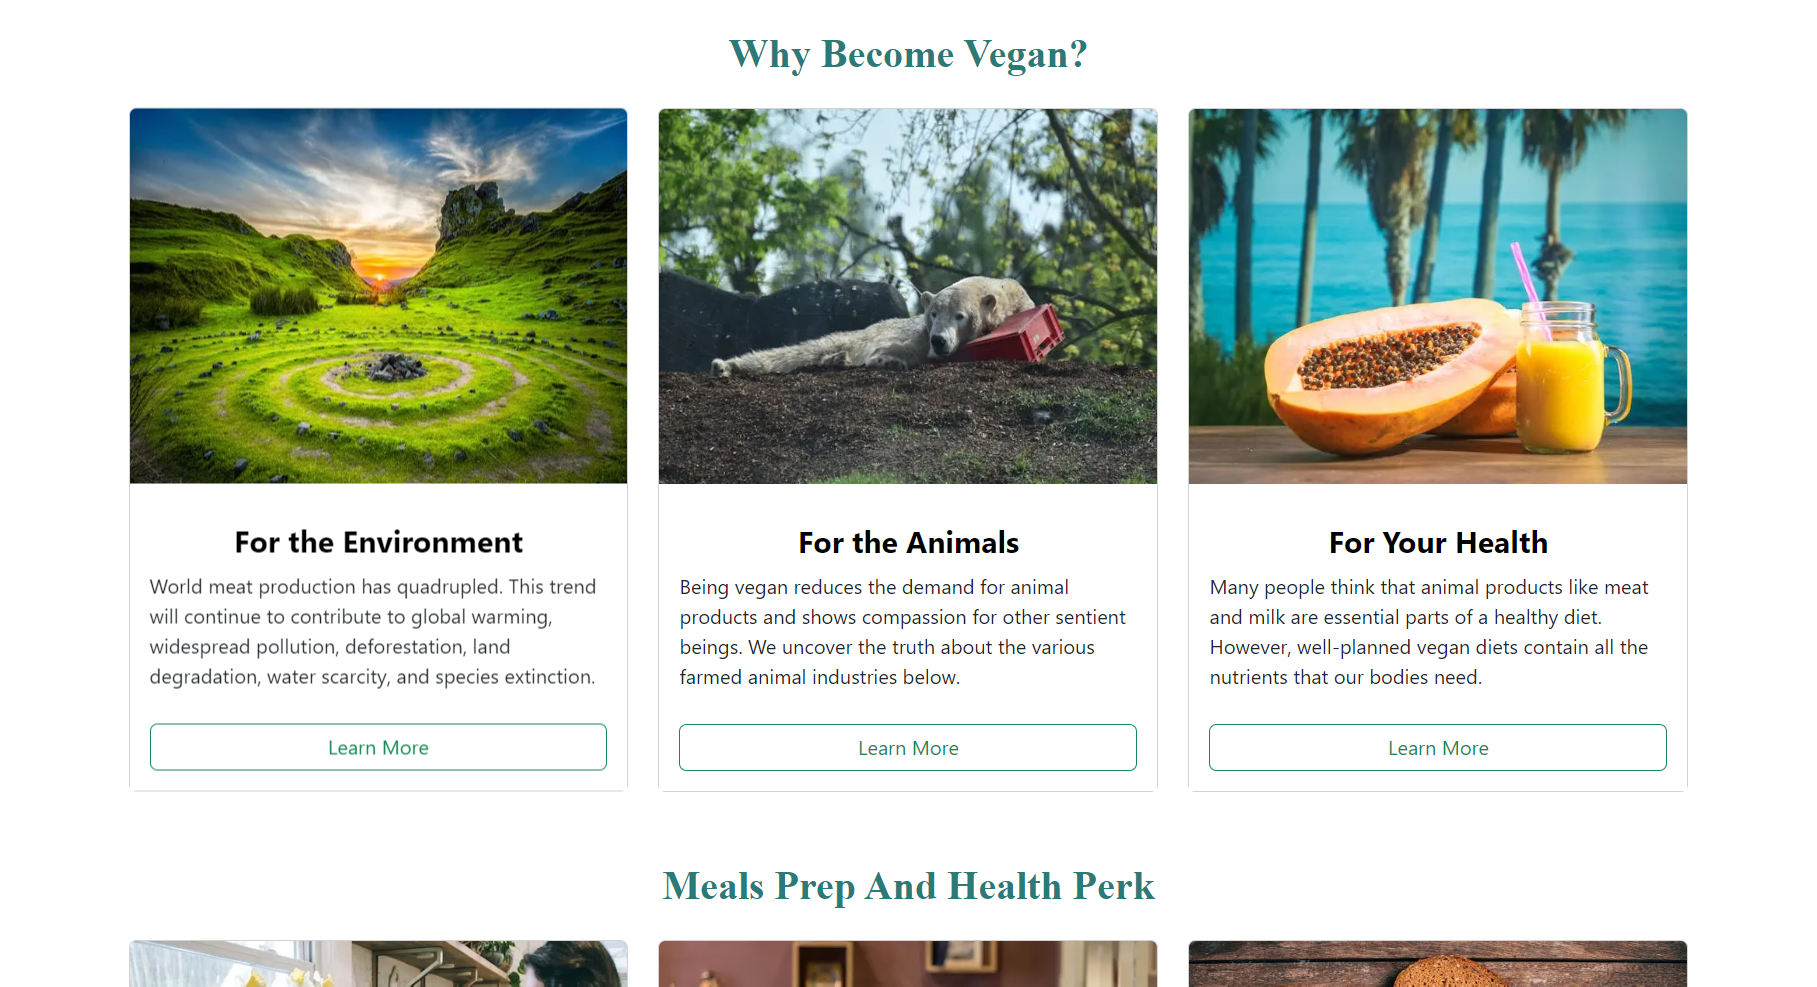 Why Become Vegan?
For the Environment
World meat production has quadrupled. This trend
will continue to contribute to global warming,
widespread pollution, deforestation, land
degradation, water scarcity, and species extinction.
Learn More
For the Animals
Being vegan reduces the demand for animal
products and shows compassion for other sentient
beings. We uncover the truth about the various
farmed animal industries below.
Learn More
For Your Health
Many people think that animal products like meat
and milk are essential parts of a healthy diet.
However, well-planned vegan diets contain all the
nutrients that our bodies need.
Learn More
Meals Prep And Health Perk